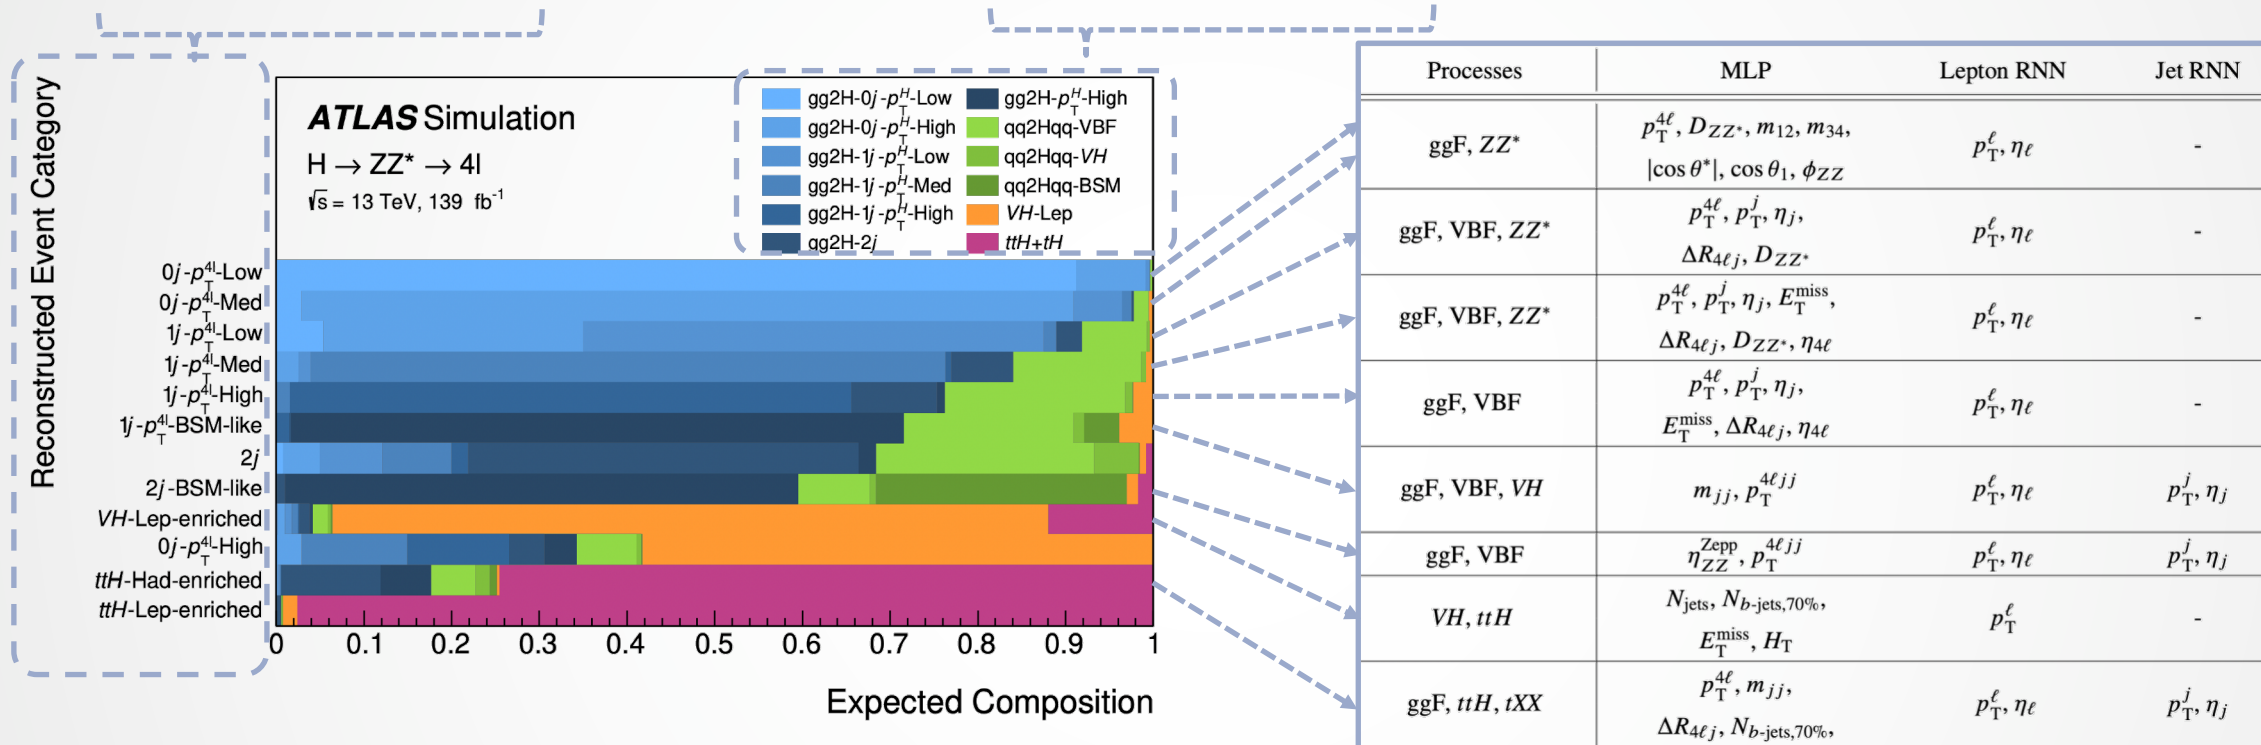 Reconstructed Event Category
ATLAS Simulation
H → ZZ* → 4l
√s = 13 TeV, 139 fb⁻¹
gg2H-0j-p_T^H-Low
gg2H-0j-p_T^H-High
gg2H-1j-p_T^H-Low
gg2H-1j-p_T^H-Med
gg2H-1j-p_T^H-High
gg2H-2j
gg2H-p_T^H-High
qq2Hqq-VBF
qq2Hqq-VH
qq2Hqq-BSM
VH-Lep
ttH+tH
0j-p_T^4l-Low
0j-p_T^4l-Med
1j-p_T^4l-Low
1j-p_T^4l-Med
1j-p_T^4l-High
1j-p_T^4l-BSM-like
2j
2j-BSM-like
VH-Lep-enriched
0j-p_T^4l-High
ttH-Had-enriched
ttH-Lep-enriched
0 0.1 0.2 0.3 0.4 0.5 0.6 0.7 0.8 0.9 1
Expected Composition
Processes MLP Lepton RNN Jet RNN
ggF, ZZ* p_T^4ℓ, D_ZZ*, m_12, m_34, p_T^ℓ, η_ℓ -
|cos θ*|, cos θ_1, ϕ_ZZ
ggF, VBF, ZZ* p_T^4ℓ, p_T^j, η_j, p_T^ℓ, η_ℓ -
ΔR_4ℓj, D_ZZ*
ggF, VBF, ZZ* p_T^4ℓ, p_T^j, η_j, E_T^miss, p_T^ℓ, η_ℓ -
ΔR_4ℓj, D_ZZ*, η_4ℓ
ggF, VBF p_T^4ℓ, p_T^j, η_j, p_T^ℓ, η_ℓ -
E_T^miss, ΔR_4ℓj, η_4ℓ
ggF, VBF, VH m_jj, p_T^4ℓjj p_T^ℓ, η_ℓ p_T^j, η_j
ggF, VBF η_ZZ^Zepp, p_T^4ℓjj p_T^ℓ, η_ℓ p_T^j, η_j
VH, ttH N_jets, N_b-jets,70%, p_T^ℓ -
E_T^miss, H_T
ggF, ttH, tXX p_T^4ℓ, m_jj, p_T^ℓ, η_ℓ p_T^j, η_j
ΔR_4ℓj, N_b-jets,70%,